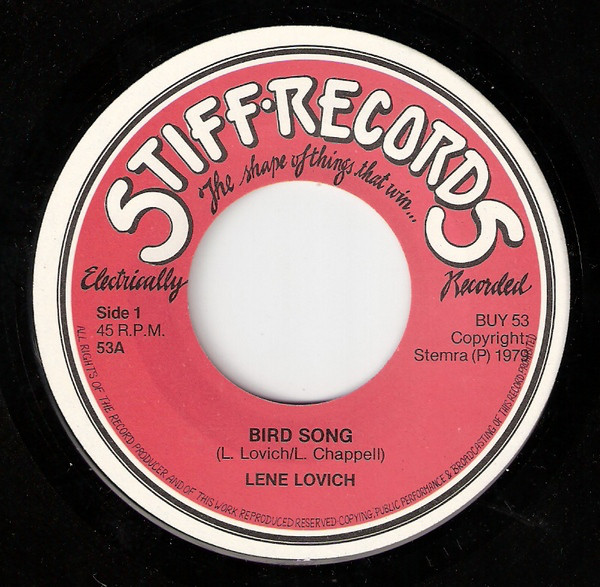 STIFF·RECORDS
The shape of things that win...
Electrically Recorded
Side 1
45 R.P.M.
53A
BUY 53
Copyright:
Stemra (P) 1979
BIRD SONG
(L. Lovich/L. Chappell)
LENE LOVICH
ALL RIGHTS OF THE RECORD PRODUCER AND OF THIS WORK REPRODUCED RESERVED·COPYING, PUBLIC PERFORMANCE & BROADCASTING OF THIS RECORD PROHIBITED